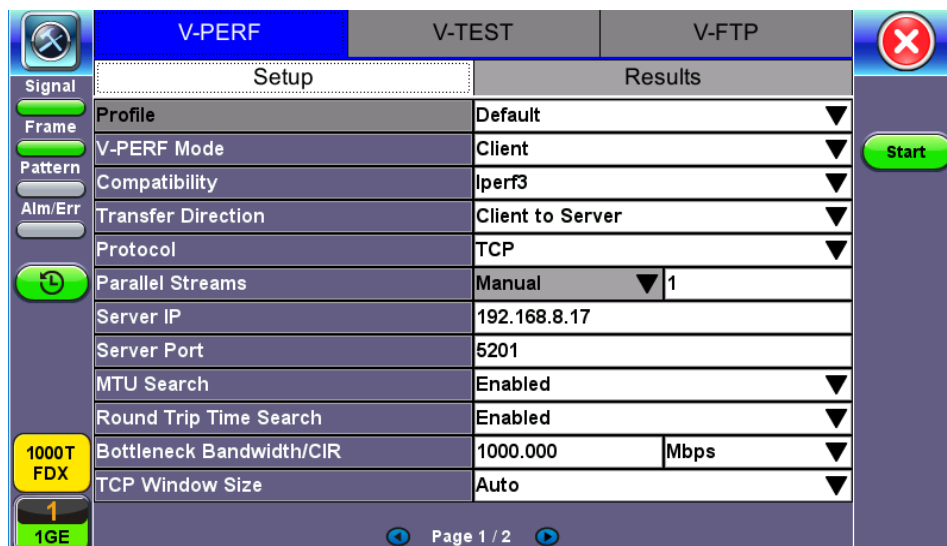 V-PERF V-TEST V-FTP
Setup Results
Signal
Frame
Pattern
Alm/Err
Profile Default
V-PERF Mode Client
Compatibility Iperf3
Transfer Direction Client to Server
Protocol TCP
Parallel Streams Manual 1
Server IP 192.168.8.17
Server Port 5201
MTU Search Enabled
Round Trip Time Search Enabled
Bottleneck Bandwidth/CIR 1000.000 Mbps
TCP Window Size Auto
Start
1000T
FDX
1
1GE
Page 1 / 2